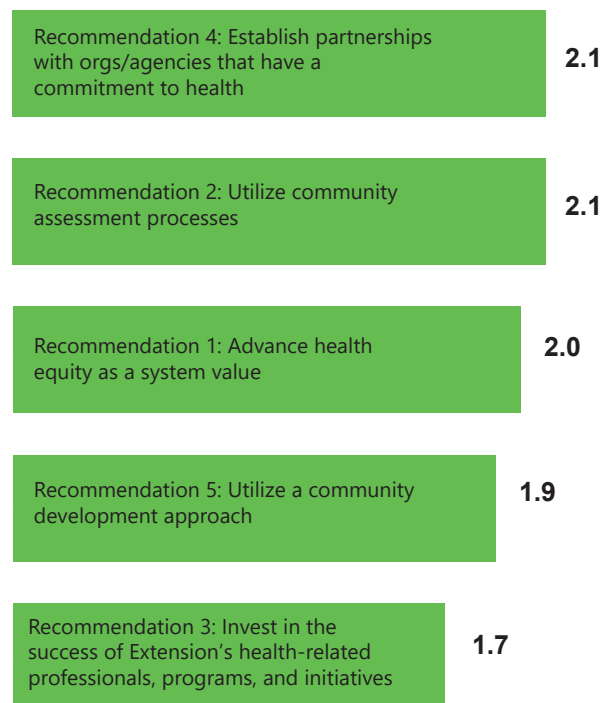 Recommendation 4: Establish partnerships
with orgs/agencies that have a
commitment to health
2.1
Recommendation 2: Utilize community
assessment processes
2.1
Recommendation 1: Advance health
equity as a system value
2.0
Recommendation 5: Utilize a community
development approach
1.9
Recommendation 3: Invest in the
success of Extension’s health-related
professionals, programs, and initiatives
1.7